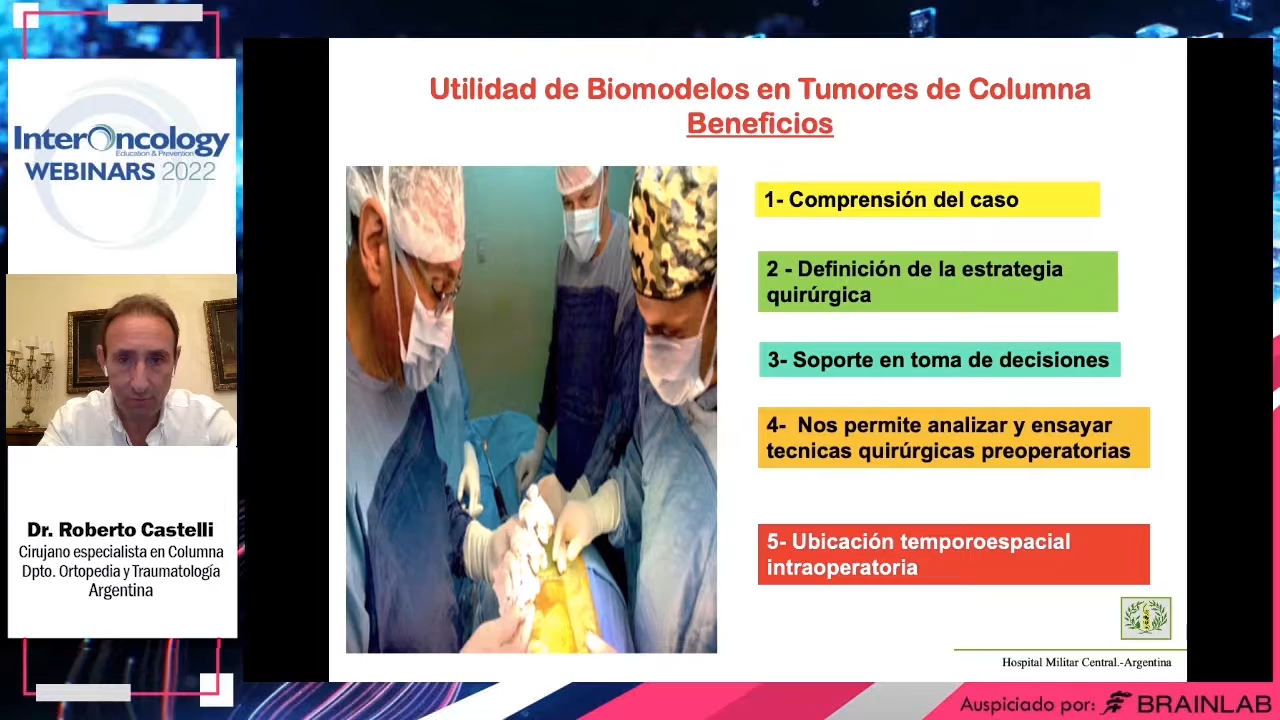 BRAINLAB
InterOncology
Education & Prevention
WEBINARS 2022
Dr. Roberto Castelli
Cirujano especialista en Columna
Dpto. Ortopedia y Traumatología
Argentina
Utilidad de Biomodelos en Tumores de Columna
Beneficios
1- Comprensión del caso
2 - Definición de la estrategia
quirúrgica
3- Soporte en toma de decisiones
4- Nos permite analizar y ensayar
tecnicas quirúrgicas preoperatorias
5- Ubicación temporoespacial
intraoperatoria
Hospital Militar Central.-Argentina
Auspiciado por: BRAINLAB